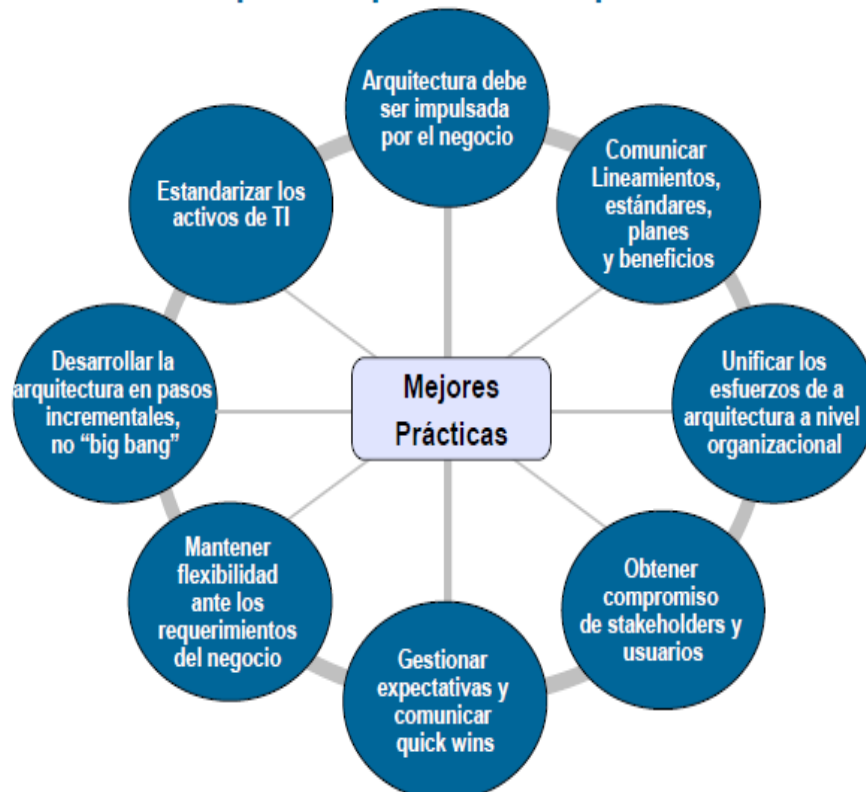 Arquitectura debe
ser impulsada
por el negocio
Comunicar
Lineamientos,
estándares,
planes
y beneficios
Unificar los
esfuerzos de a
arquitectura a nivel
organizacional
Obtener
compromiso
de stakeholders y
usuarios
Gestionar
expectativas y
comunicar
quick wins
Mantener
flexibilidad
ante los
requerimientos
del negocio
Desarrollar la
arquitectura en pasos
incrementales,
no “big bang”
Estandarizar los
activos de TI
Mejores
Prácticas